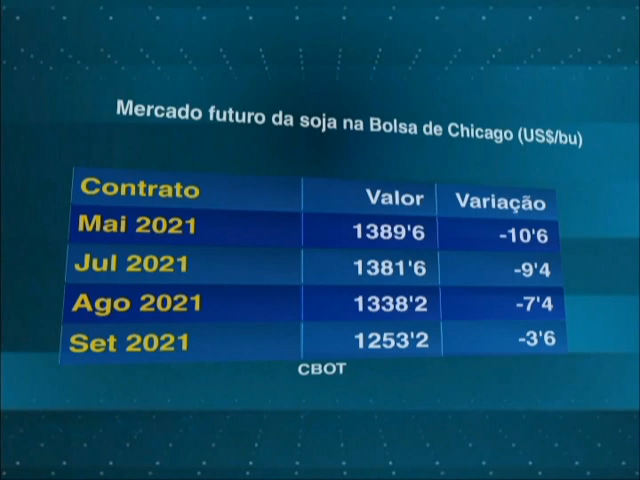 Mercado futuro da soja na Bolsa de Chicago (US$/bu)
Contrato Valor Variação
Mai 2021 1389'6 -10'6
Jul 2021 1381'6 -9'4
Ago 2021 1338'2 -7'4
Set 2021 1253'2 -3'6
CBOT